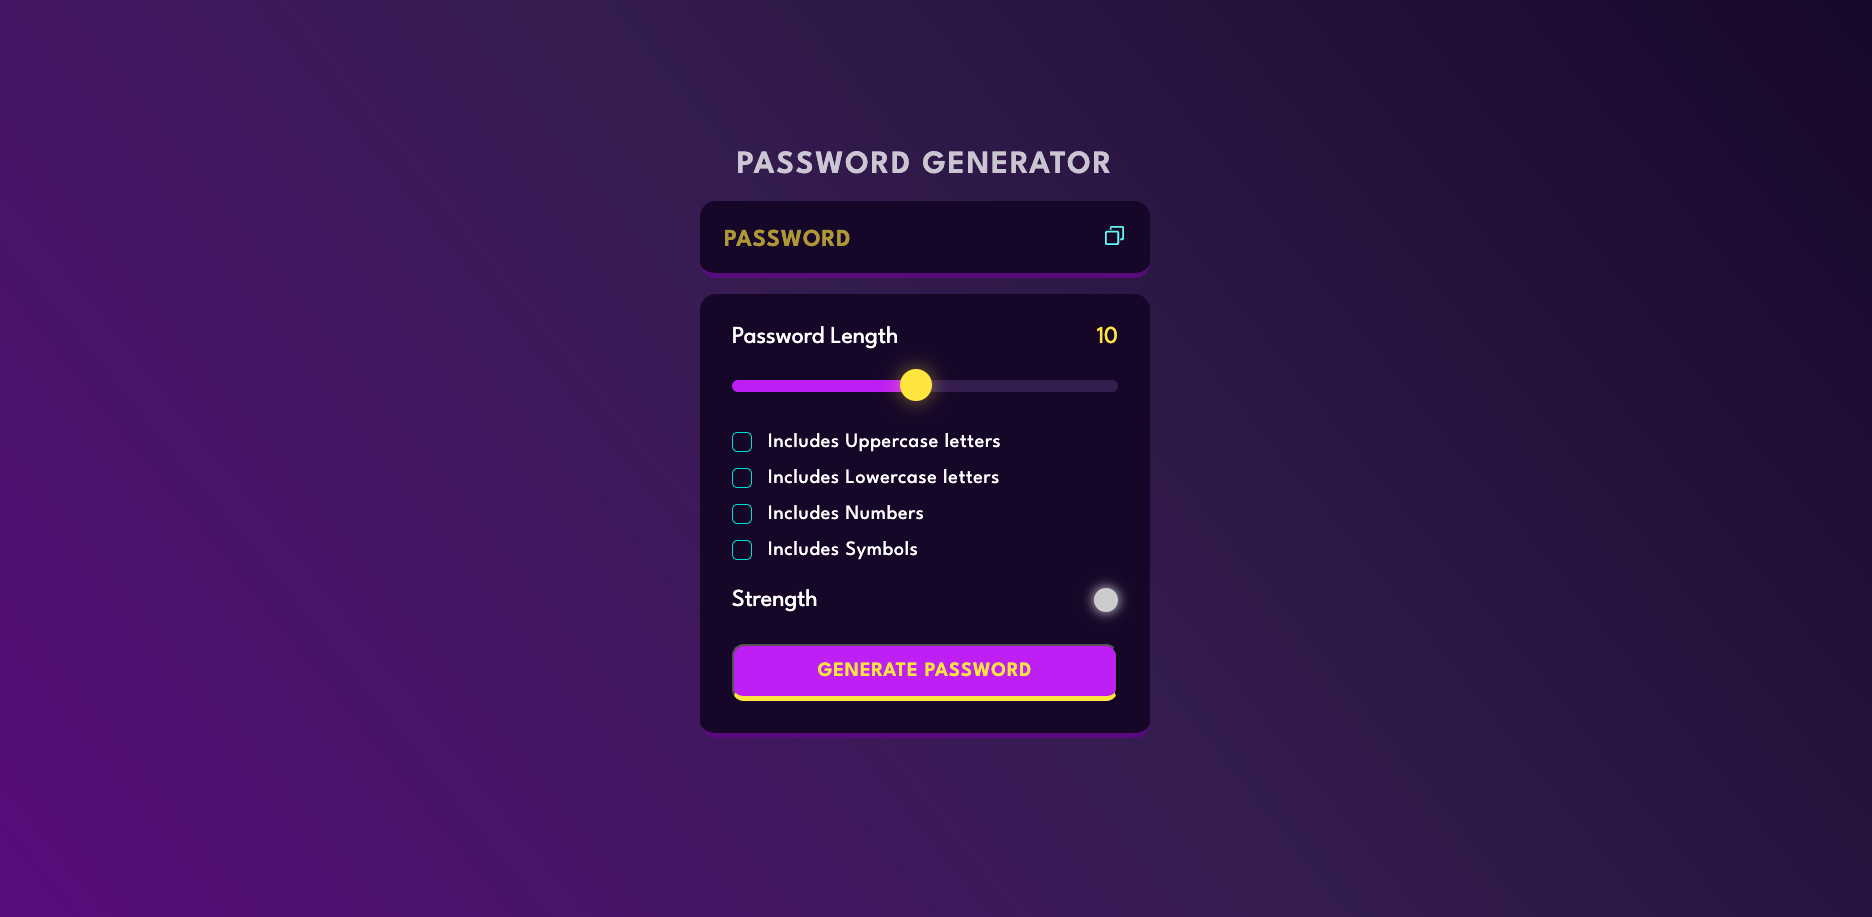 PASSWORD GENERATOR
PASSWORD
Password Length 10
Includes Uppercase letters
Includes Lowercase letters
Includes Numbers
Includes Symbols
Strength
GENERATE PASSWORD